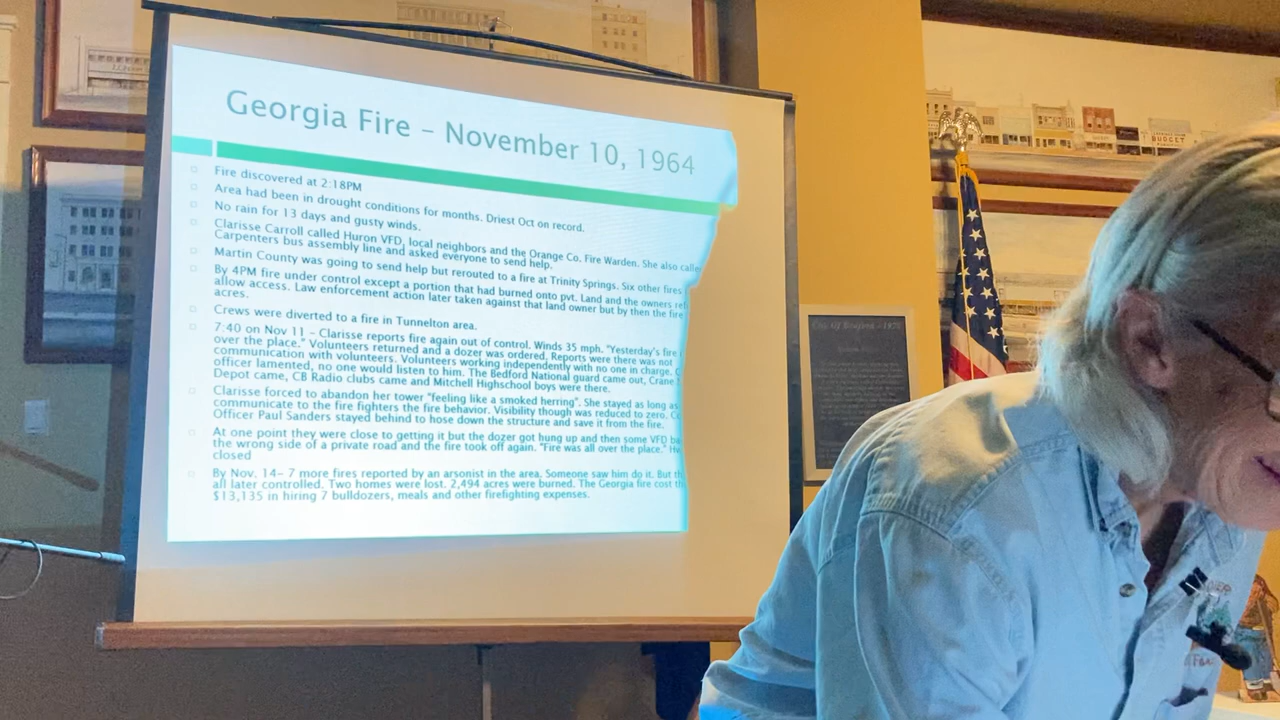 Georgia Fire – November 10, 1964
Fire discovered at 2:18PM
Area had been in drought conditions for months. Driest Oct on record.
No rain for 13 days and gusty winds.
Clarisse Carroll called Huron VFD, local neighbors and the Orange Co. Fire Warden. She also called
Carpenters bus assembly line and asked everyone to send help.
Martin County was going to send help but rerouted to a fire at Trinity Springs. Six other fires
By 4PM fire under control except a portion that had burned onto pvt. Land and the owners
allow access. Law enforcement action later taken against that land owner but by then the fire
acres.
Crews were diverted to a fire in Tunnelton area.
7:40 on Nov 11 – Clarisse reports fire again out of control. Winds 35 mph. "Yesterday's fire
over the place." Volunteers returned and a dozer was ordered. Reports were there was not
communication with volunteers. Volunteers working independently with no one in charge.
officer lamented, no one would listen to him. The Bedford National guard came out, Crane
Depot came, CB Radio clubs came and Mitchell Highschool boys were there.
Clarisse forced to abandon her tower "feeling like a smoked herring". She stayed as long as
communicate to the fire fighters the fire behavior. Visibility though was reduced to zero.
Officer Paul Sanders stayed behind to hose down the structure and save it from the fire.
At one point they were close to getting it but the dozer got hung up and then some VFD
the wrong side of a private road and the fire took off again. "Fire was all over the place."
closed
By Nov. 14– 7 more fires reported by an arsonist in the area. Someone saw him do it. But
all later controlled. Two homes were lost. 2,494 acres were burned. The Georgia fire cost
$13,135 in hiring 7 bulldozers, meals and other firefighting expenses.
BUDGET